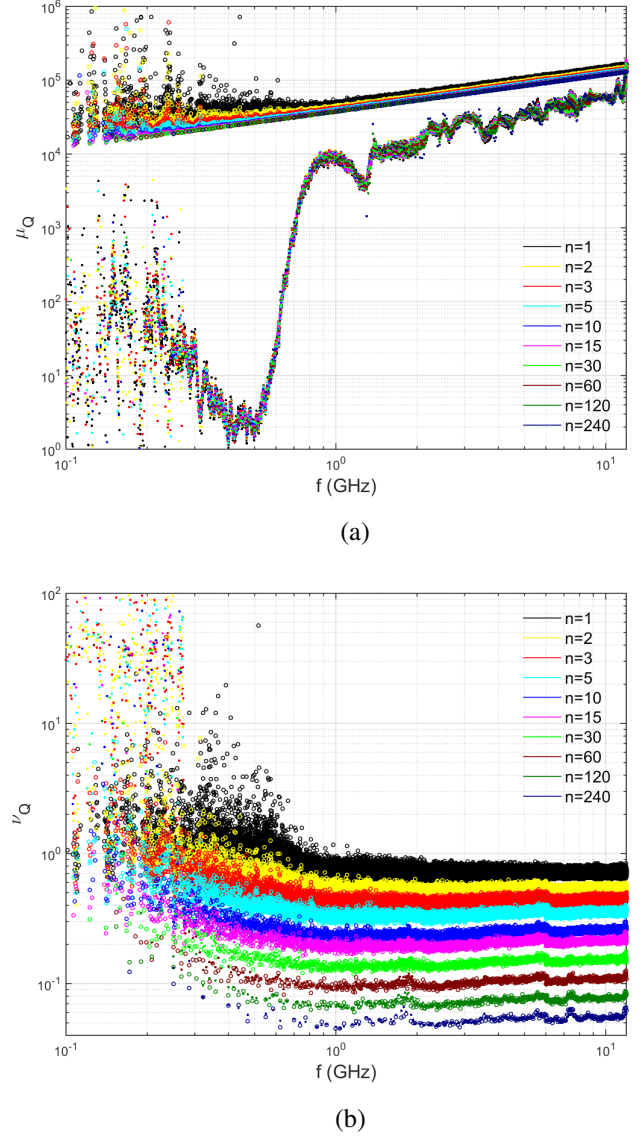 10^6
10^5
10^4
10^3
10^2
10^1
10^0
μ_Q
n=1
n=2
n=3
n=5
n=10
n=15
n=30
n=60
n=120
n=240
10^-1 10^0 10^1
f (GHz)
(a)
10^2
10^1
10^0
10^-1
ν_Q
n=1
n=2
n=3
n=5
n=10
n=15
n=30
n=60
n=120
n=240
10^-1 10^0 10^1
f (GHz)
(b)